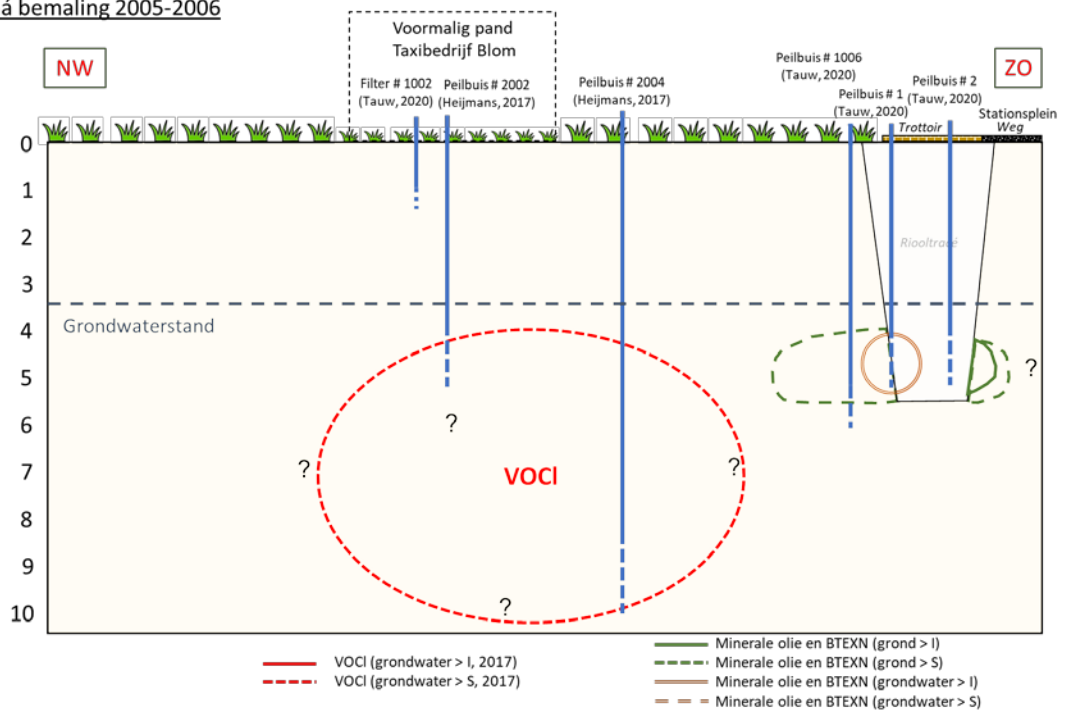 á bemaling 2005-2006
Voormalig pand
Taxibedrijf Blom
NW
ZO
Filter # 1002
(Tauw, 2020)
Peilbuis # 2002
(Heijmans, 2017)
Peilbuis # 2004
(Heijmans, 2017)
Peilbuis # 1006
(Tauw, 2020)
Peilbuis # 1
(Tauw, 2020)
Peilbuis # 2
(Tauw, 2020)
Stationsplein
Trottoir
Weg
0
1
2
Riooltracé
3
Grondwaterstand
4
5
?
6
?
7
?
VOCl
?
8
9
10
?
VOCl (grondwater > I, 2017)
VOCl (grondwater > S, 2017)
Minerale olie en BTEXN (grond > I)
Minerale olie en BTEXN (grond > S)
Minerale olie en BTEXN (grondwater > I)
Minerale olie en BTEXN (grondwater > S)